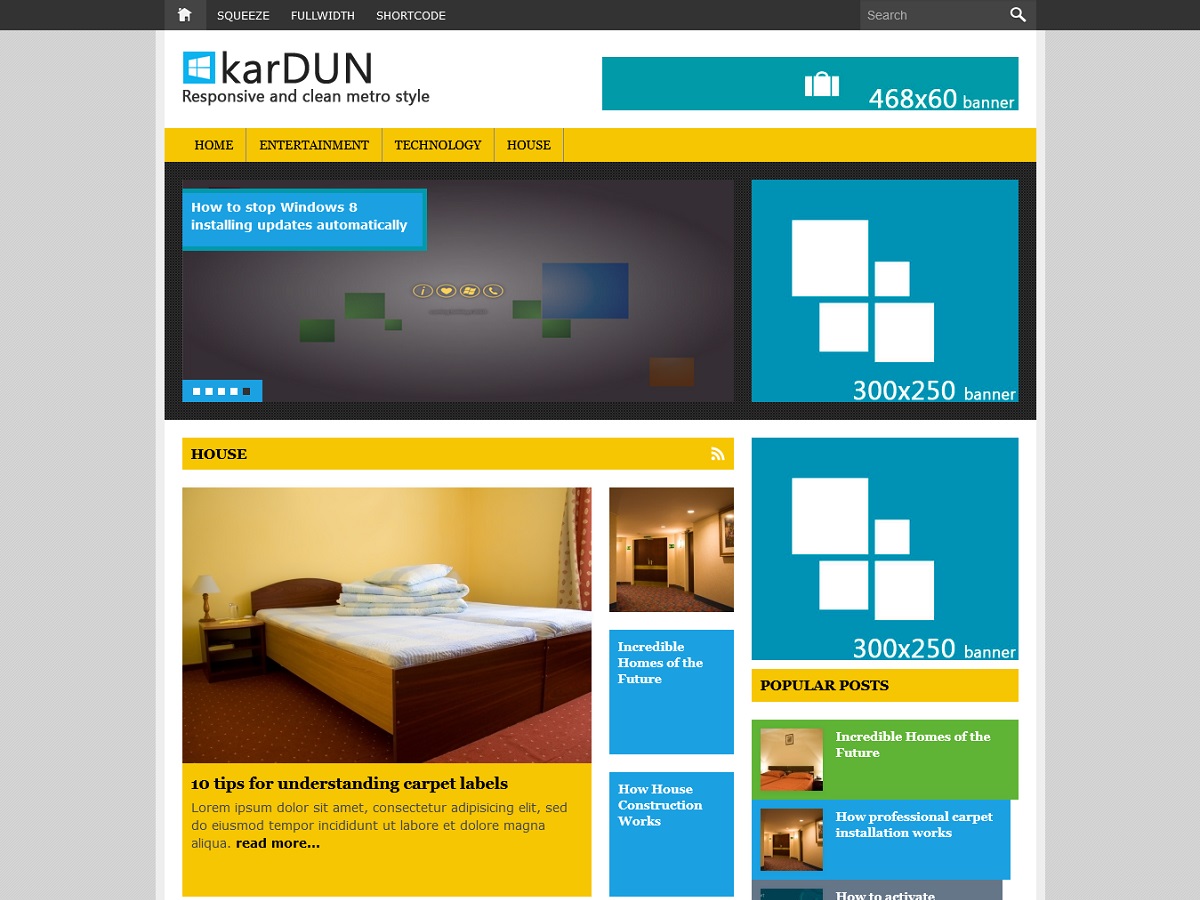 SQUEEZE
FULLWIDTH
SHORTCODE
Search
karDUN
Responsive and clean metro style
468x60 banner
HOME
ENTERTAINMENT
TECHNOLOGY
HOUSE
How to stop Windows 8
installing updates automatically
300x250 banner
HOUSE
10 tips for understanding carpet labels
Lorem ipsum dolor sit amet, consectetur adipisicing elit, sed
do eiusmod tempor incididunt ut labore et dolore magna
aliqua. read more...
Incredible
Homes of the
Future
How House
Construction
Works
300x250 banner
POPULAR POSTS
Incredible Homes of the
Future
How professional carpet
installation works
How to activate